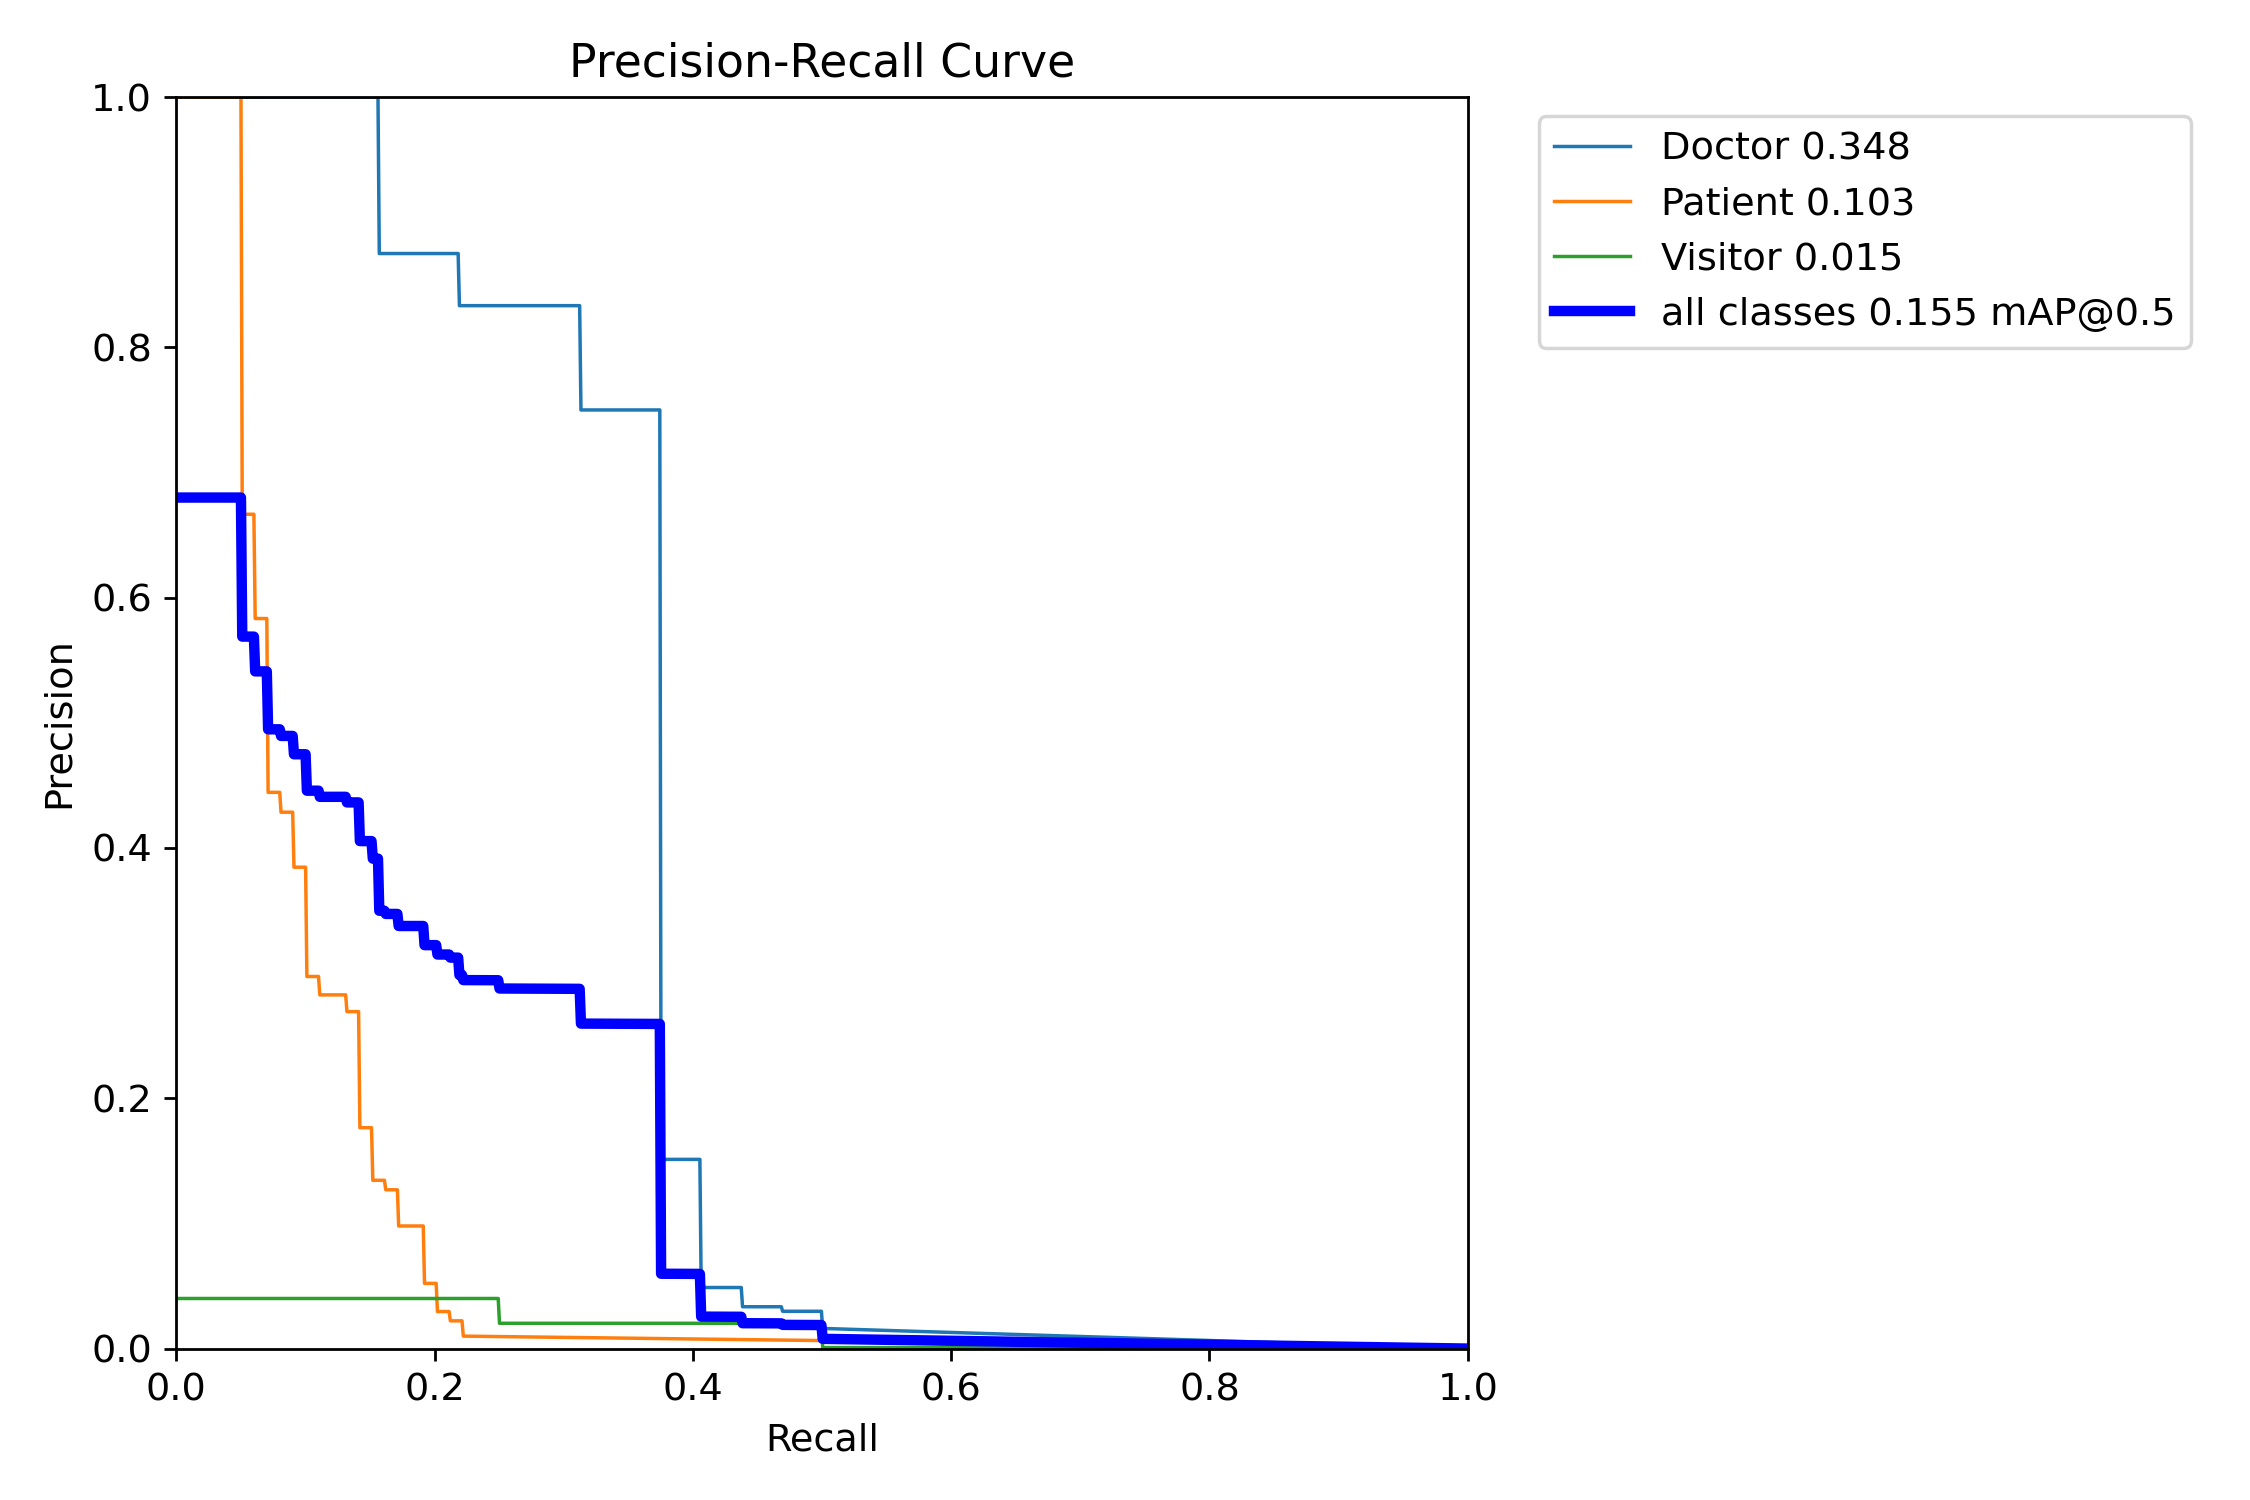 Precision-Recall Curve
1.0
0.8
0.6
0.4
0.2
0.0
Precision
0.0 0.2 0.4 0.6 0.8 1.0
Recall
Doctor 0.348
Patient 0.103
Visitor 0.015
all classes 0.155 mAP@0.5